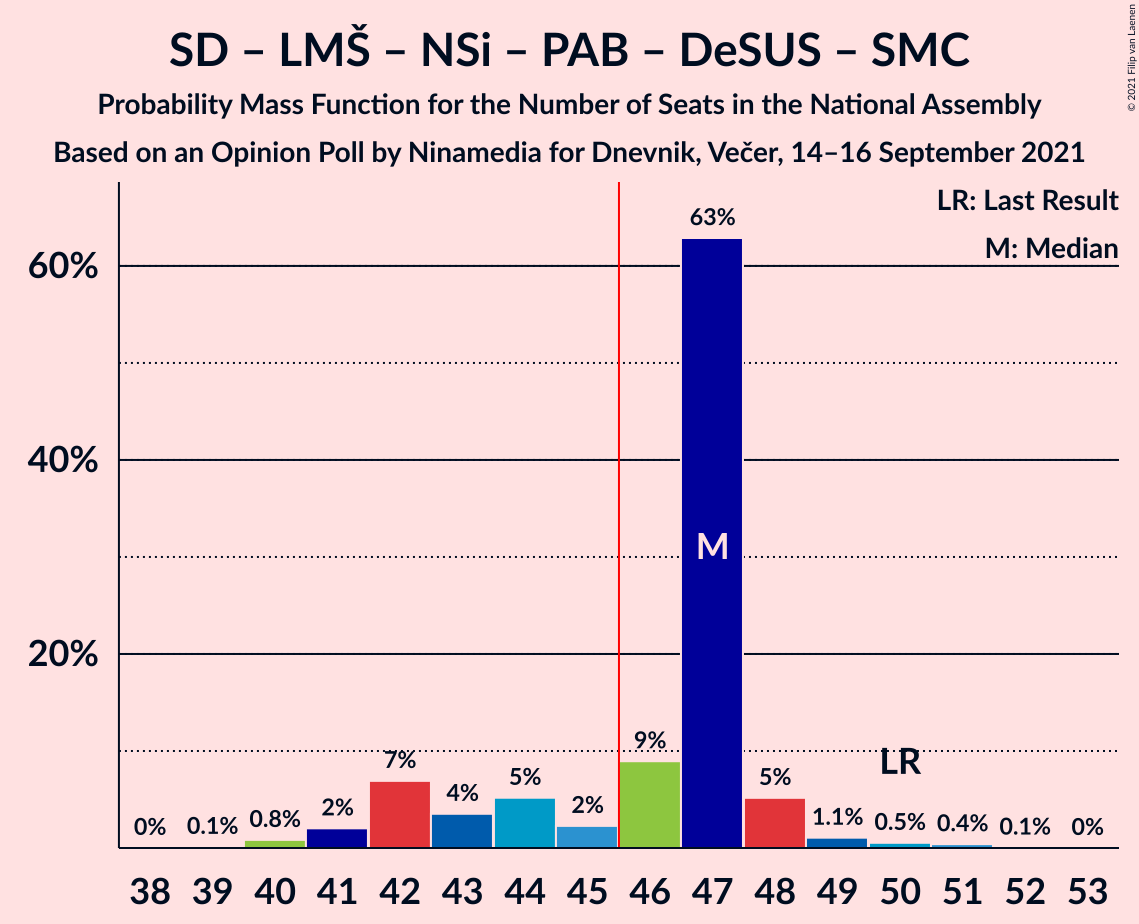 SD – LMŠ – NSi – PAB – DeSUS – SMC
Probability Mass Function for the Number of Seats in the National Assembly
Based on an Opinion Poll by Ninamedia for Dnevnik, Večer, 14–16 September 2021
© 2021 Filip van Laenen
LR: Last Result
M: Median
60%
40%
20%
0%
0.1%
0.8%
2%
7%
4%
5%
2%
9%
63%
M
5%
1.1%
LR
0.5%
0.4%
0.1%
0%
38 39 40 41 42 43 44 45 46 47 48 49 50 51 52 53